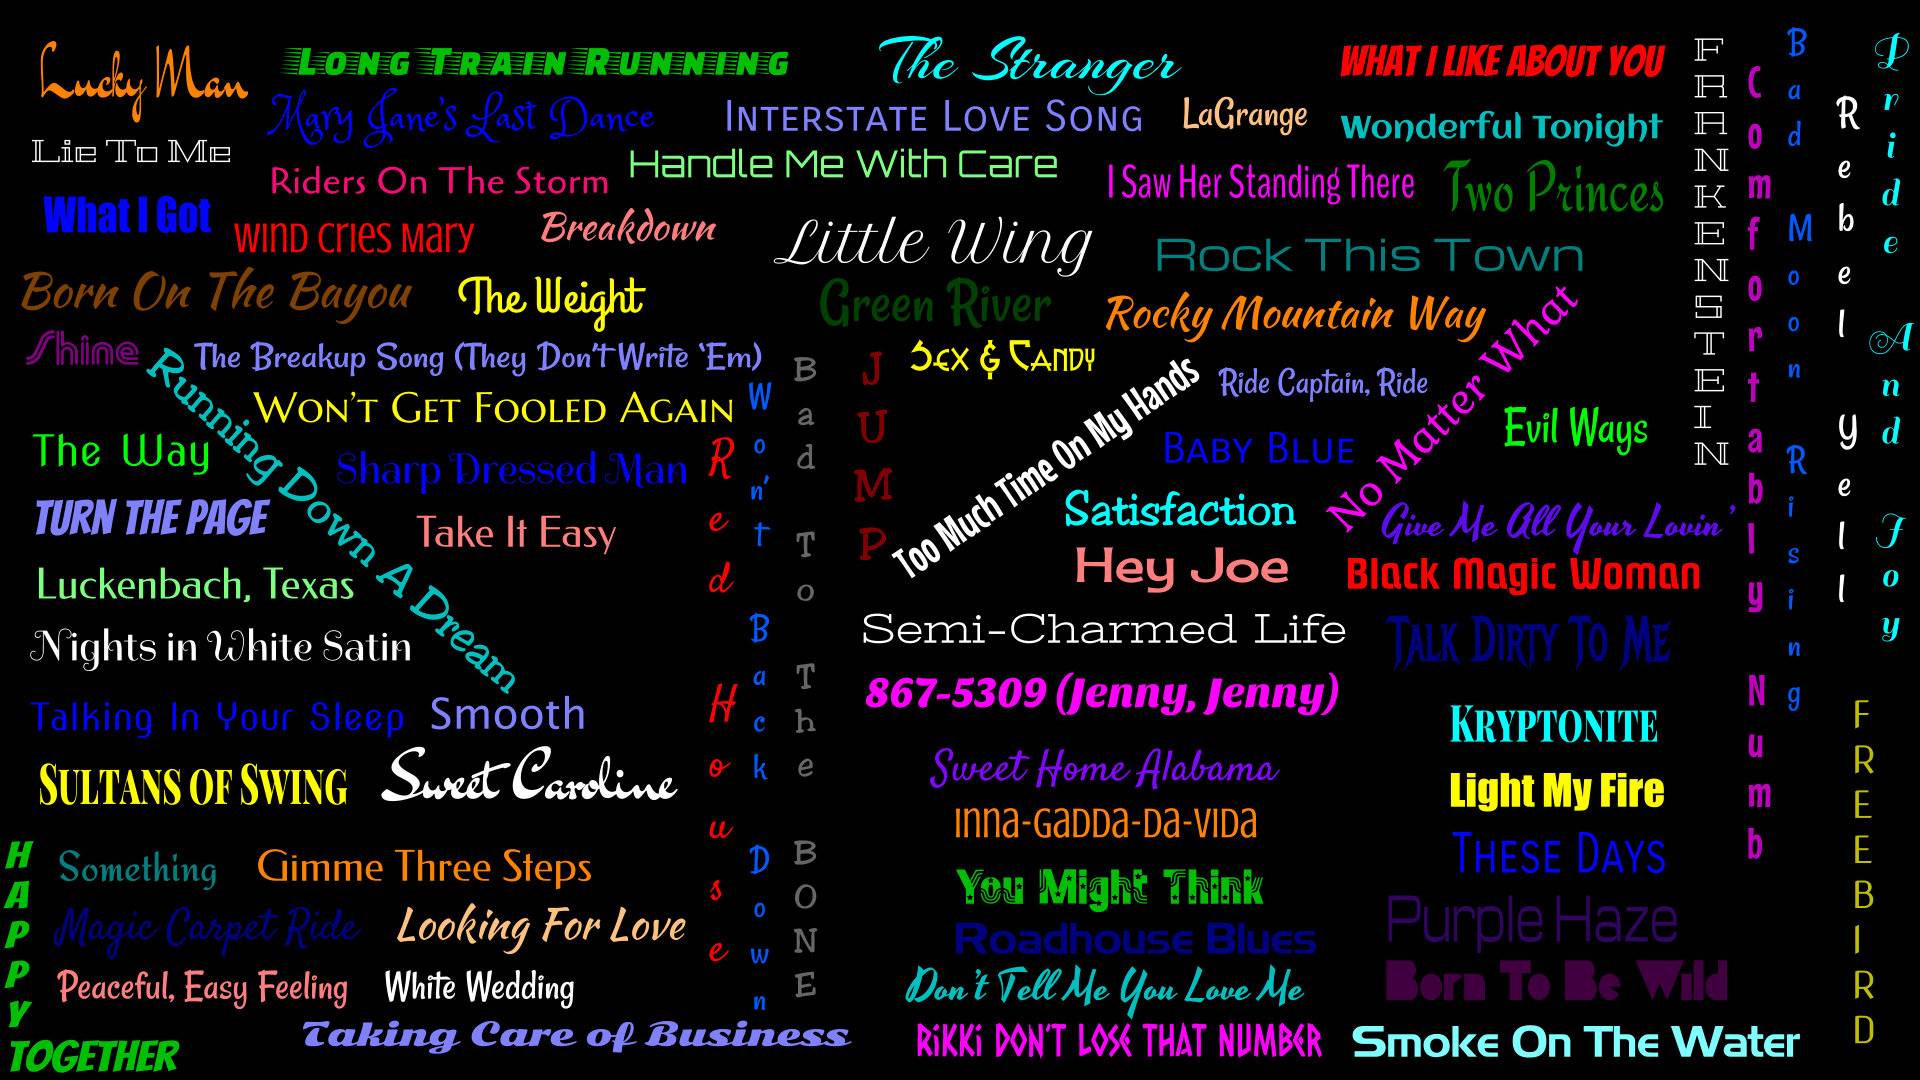 Lucky Man
Long Train Running
The Stranger
What I Like About You
Mary Jane's Last Dance
Interstate Love Song
LaGrange
Wonderful Tonight
Lie To Me
Handle Me With Care
Riders On The Storm
I Saw Her Standing There
Two Princes
What I Got
Wind Cries Mary
Breakdown
Little Wing
Rock This Town
Born On The Bayou
The Weight
Green River
Rocky Mountain Way
Shine
The Breakup Song (They Don't Write 'Em)
Sex & Candy
Ride Captain, Ride
No Matter What
Running Down A Dream
Won't Get Fooled Again
Too Much Time On My Hands
Evil Ways
The Way
Sharp Dressed Man
Baby Blue
Turn The Page
Take It Easy
Satisfaction
Give Me All Your Lovin'
Luckenbach, Texas
Hey Joe
Black Magic Woman
Nights in White Satin
Semi-Charmed Life
Talk Dirty To Me
Talking In Your Sleep
Smooth
867-5309 (Jenny, Jenny)
Kryptonite
Sultans of Swing
Sweet Caroline
Sweet Home Alabama
Light My Fire
Inna-Gadda-Da-Vida
Something
Gimme Three Steps
You Might Think
These Days
Magic Carpet Ride
Looking For Love
Roadhouse Blues
Purple Haze
Peaceful, Easy Feeling
White Wedding
Don't Tell Me You Love Me
Born To Be Wild
Taking Care of Business
Rikki Don't Lose That Number
Smoke On The Water
HAPPY
TOGETHER
Red House
Won't Back Down
Bad To The BONE
JUMP
FRANKENSTEIN
Comfortably Numb
Bad Moon Rising
Rebel Yell
Pride And Joy
FREEBIRD